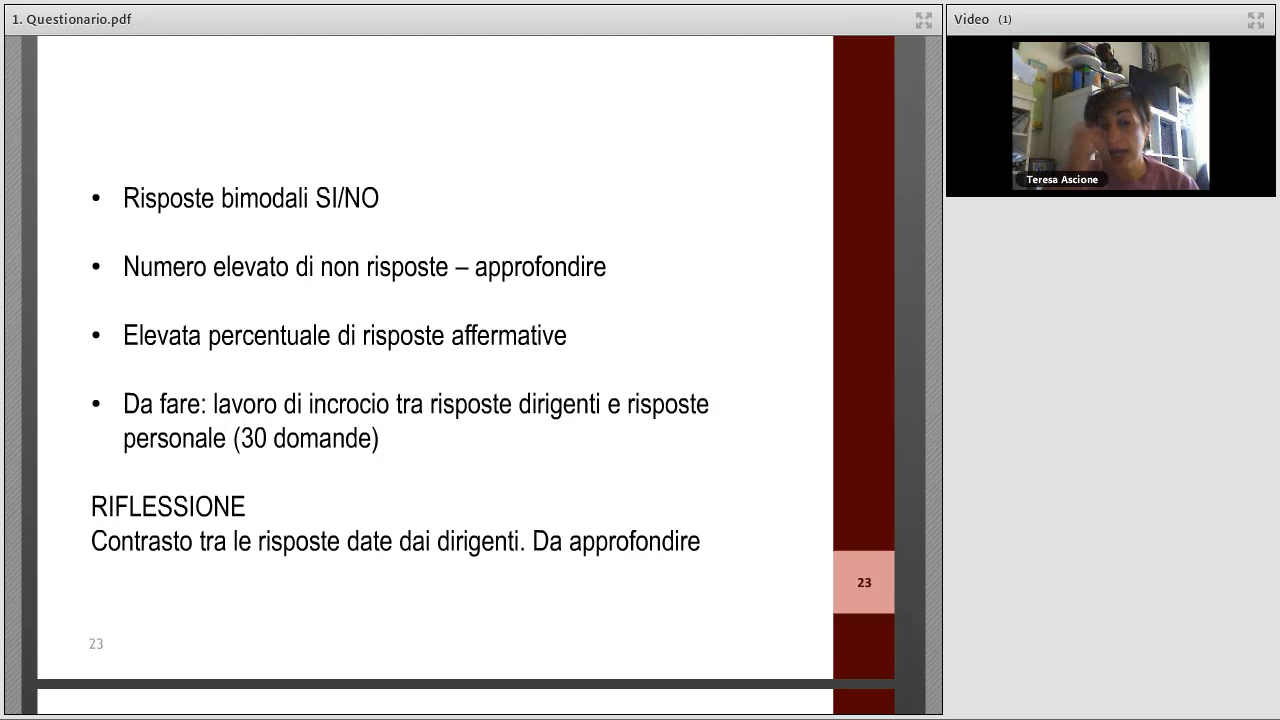 1. Questionario.pdf
Video (1)
Teresa Ascione
• Risposte bimodali SI/NO
• Numero elevato di non risposte – approfondire
• Elevata percentuale di risposte affermative
• Da fare: lavoro di incrocio tra risposte dirigenti e risposte
personale (30 domande)
RIFLESSIONE
Contrasto tra le risposte date dai dirigenti. Da approfondire
23
23